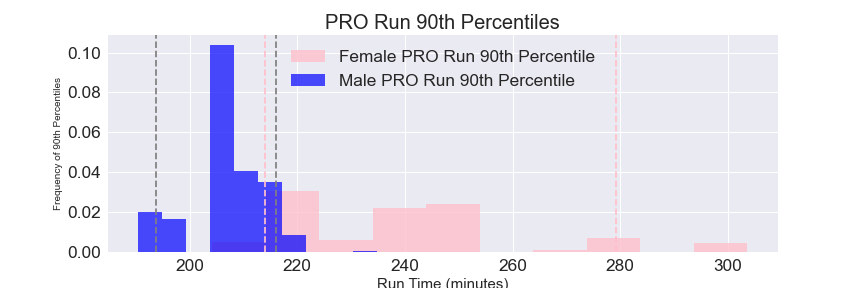 PRO Run 90th Percentiles
Female PRO Run 90th Percentile
Male PRO Run 90th Percentile
Frequency of 90th Percentiles
0.10
0.08
0.06
0.04
0.02
0.00
200 220 240 260 280 300
Run Time (minutes)